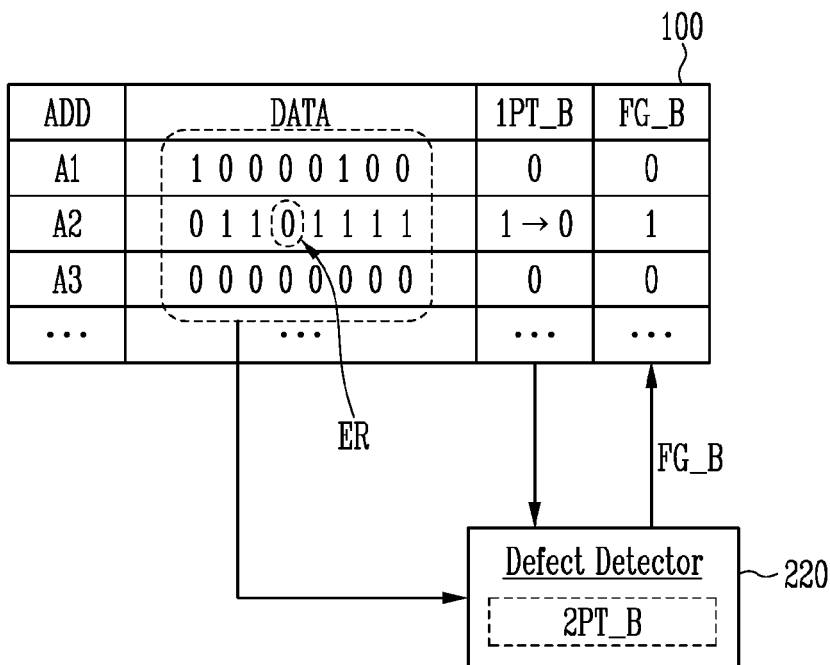 100
ADD DATA 1PT_B FG_B
A1 1 0 0 0 0 1 0 0 0 0
A2 0 1 1 0 1 1 1 1 1 → 0 1
A3 0 0 0 0 0 0 0 0 0 0
... ... ... ...
ER
FG_B
Defect Detector
220
2PT_B